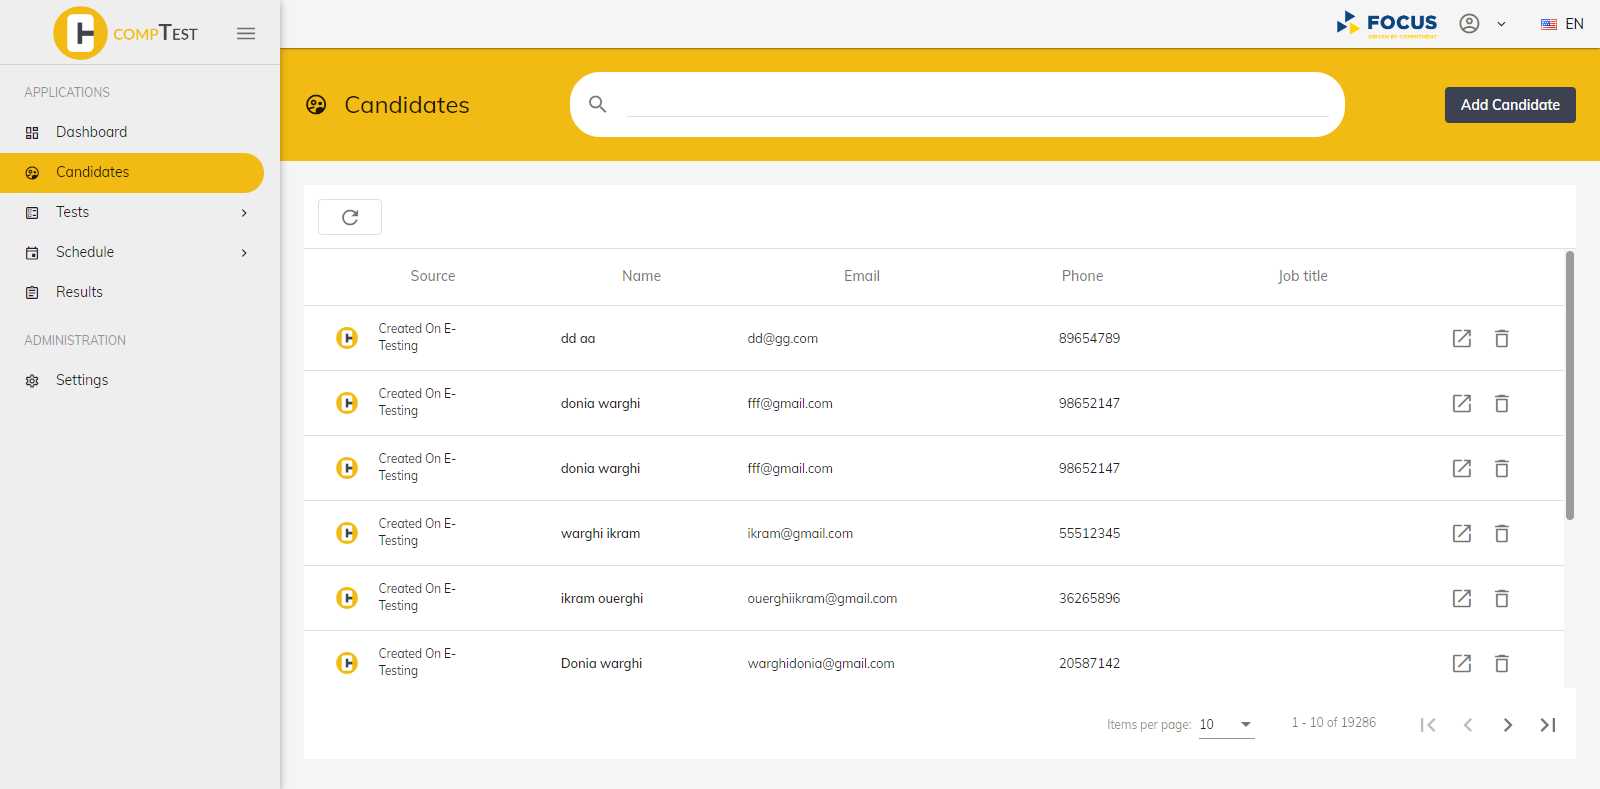 COMPTEST
FOCUS
DRIVEN BY COMMITMENT
EN
APPLICATIONS
Dashboard
Candidates
Tests
Schedule
Results
ADMINISTRATION
Settings
Candidates
Add Candidate
Source Name Email Phone Job title
Created On E-
Testing
dd aa dd@gg.com 89654789
Created On E-
Testing
donia warghi fff@gmail.com 98652147
Created On E-
Testing
donia warghi fff@gmail.com 98652147
Created On E-
Testing
warghi ikram ikram@gmail.com 55512345
Created On E-
Testing
ikram ouerghi ouerghiikram@gmail.com 36265896
Created On E-
Testing
Donia warghi warghidonia@gmail.com 20587142
Items per page: 10 1 - 10 of 19286